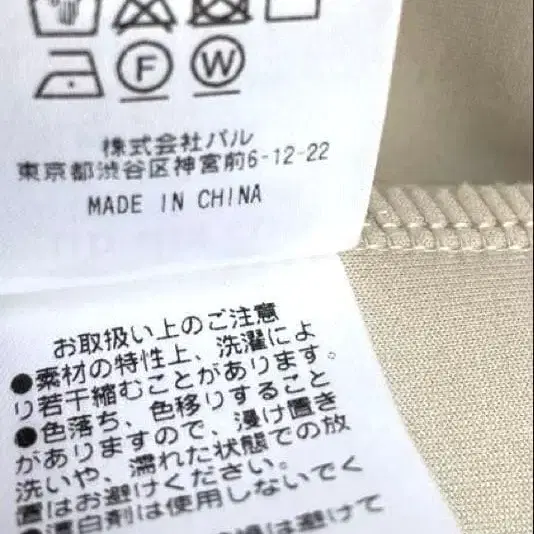 F W
株式会社パル
東京都渋谷区神宮前6-12-22
MADE IN CHINA
お取扱い上のご注意
●素材の特性上、洗濯によ
り若干縮むことがあります。
●色落ち、色移りすること
がありますので、浸け置き
洗いや、濡れた状態での放
置はお避けください。
●漂白剤は使用しないでく
は避けて